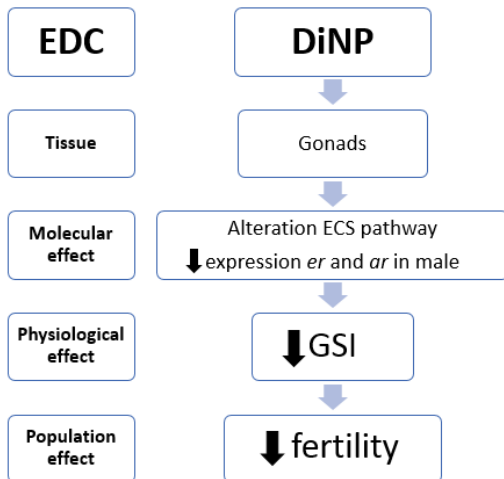 EDC
DiNP
Tissue
Gonads
Molecular
effect
Alteration ECS pathway
expression er and ar in male
Physiological
effect
GSI
Population
effect
fertility